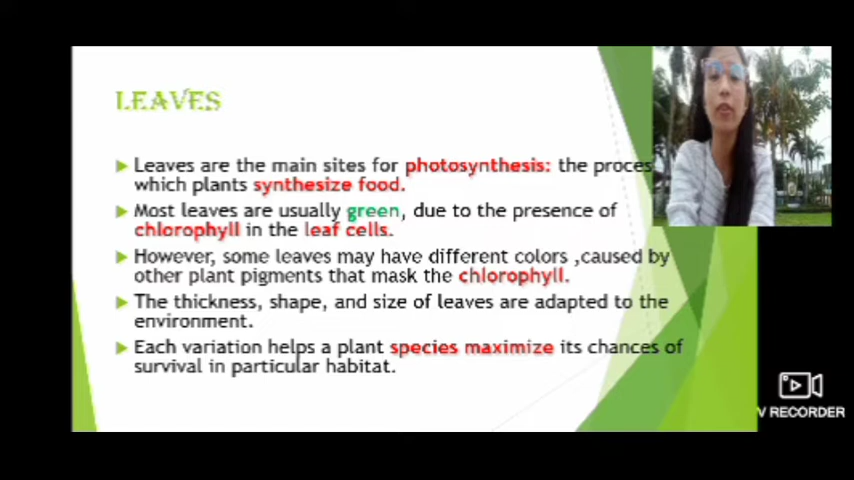 LEAVES
Leaves are the main sites for photosynthesis: the proces
which plants synthesize food.
Most leaves are usually green, due to the presence of
chlorophyll in the leaf cells.
However, some leaves may have different colors ,caused by
other plant pigments that mask the chlorophyll.
The thickness, shape, and size of leaves are adapted to the
environment.
Each variation helps a plant species maximize its chances of
survival in particular habitat.
V RECORDER